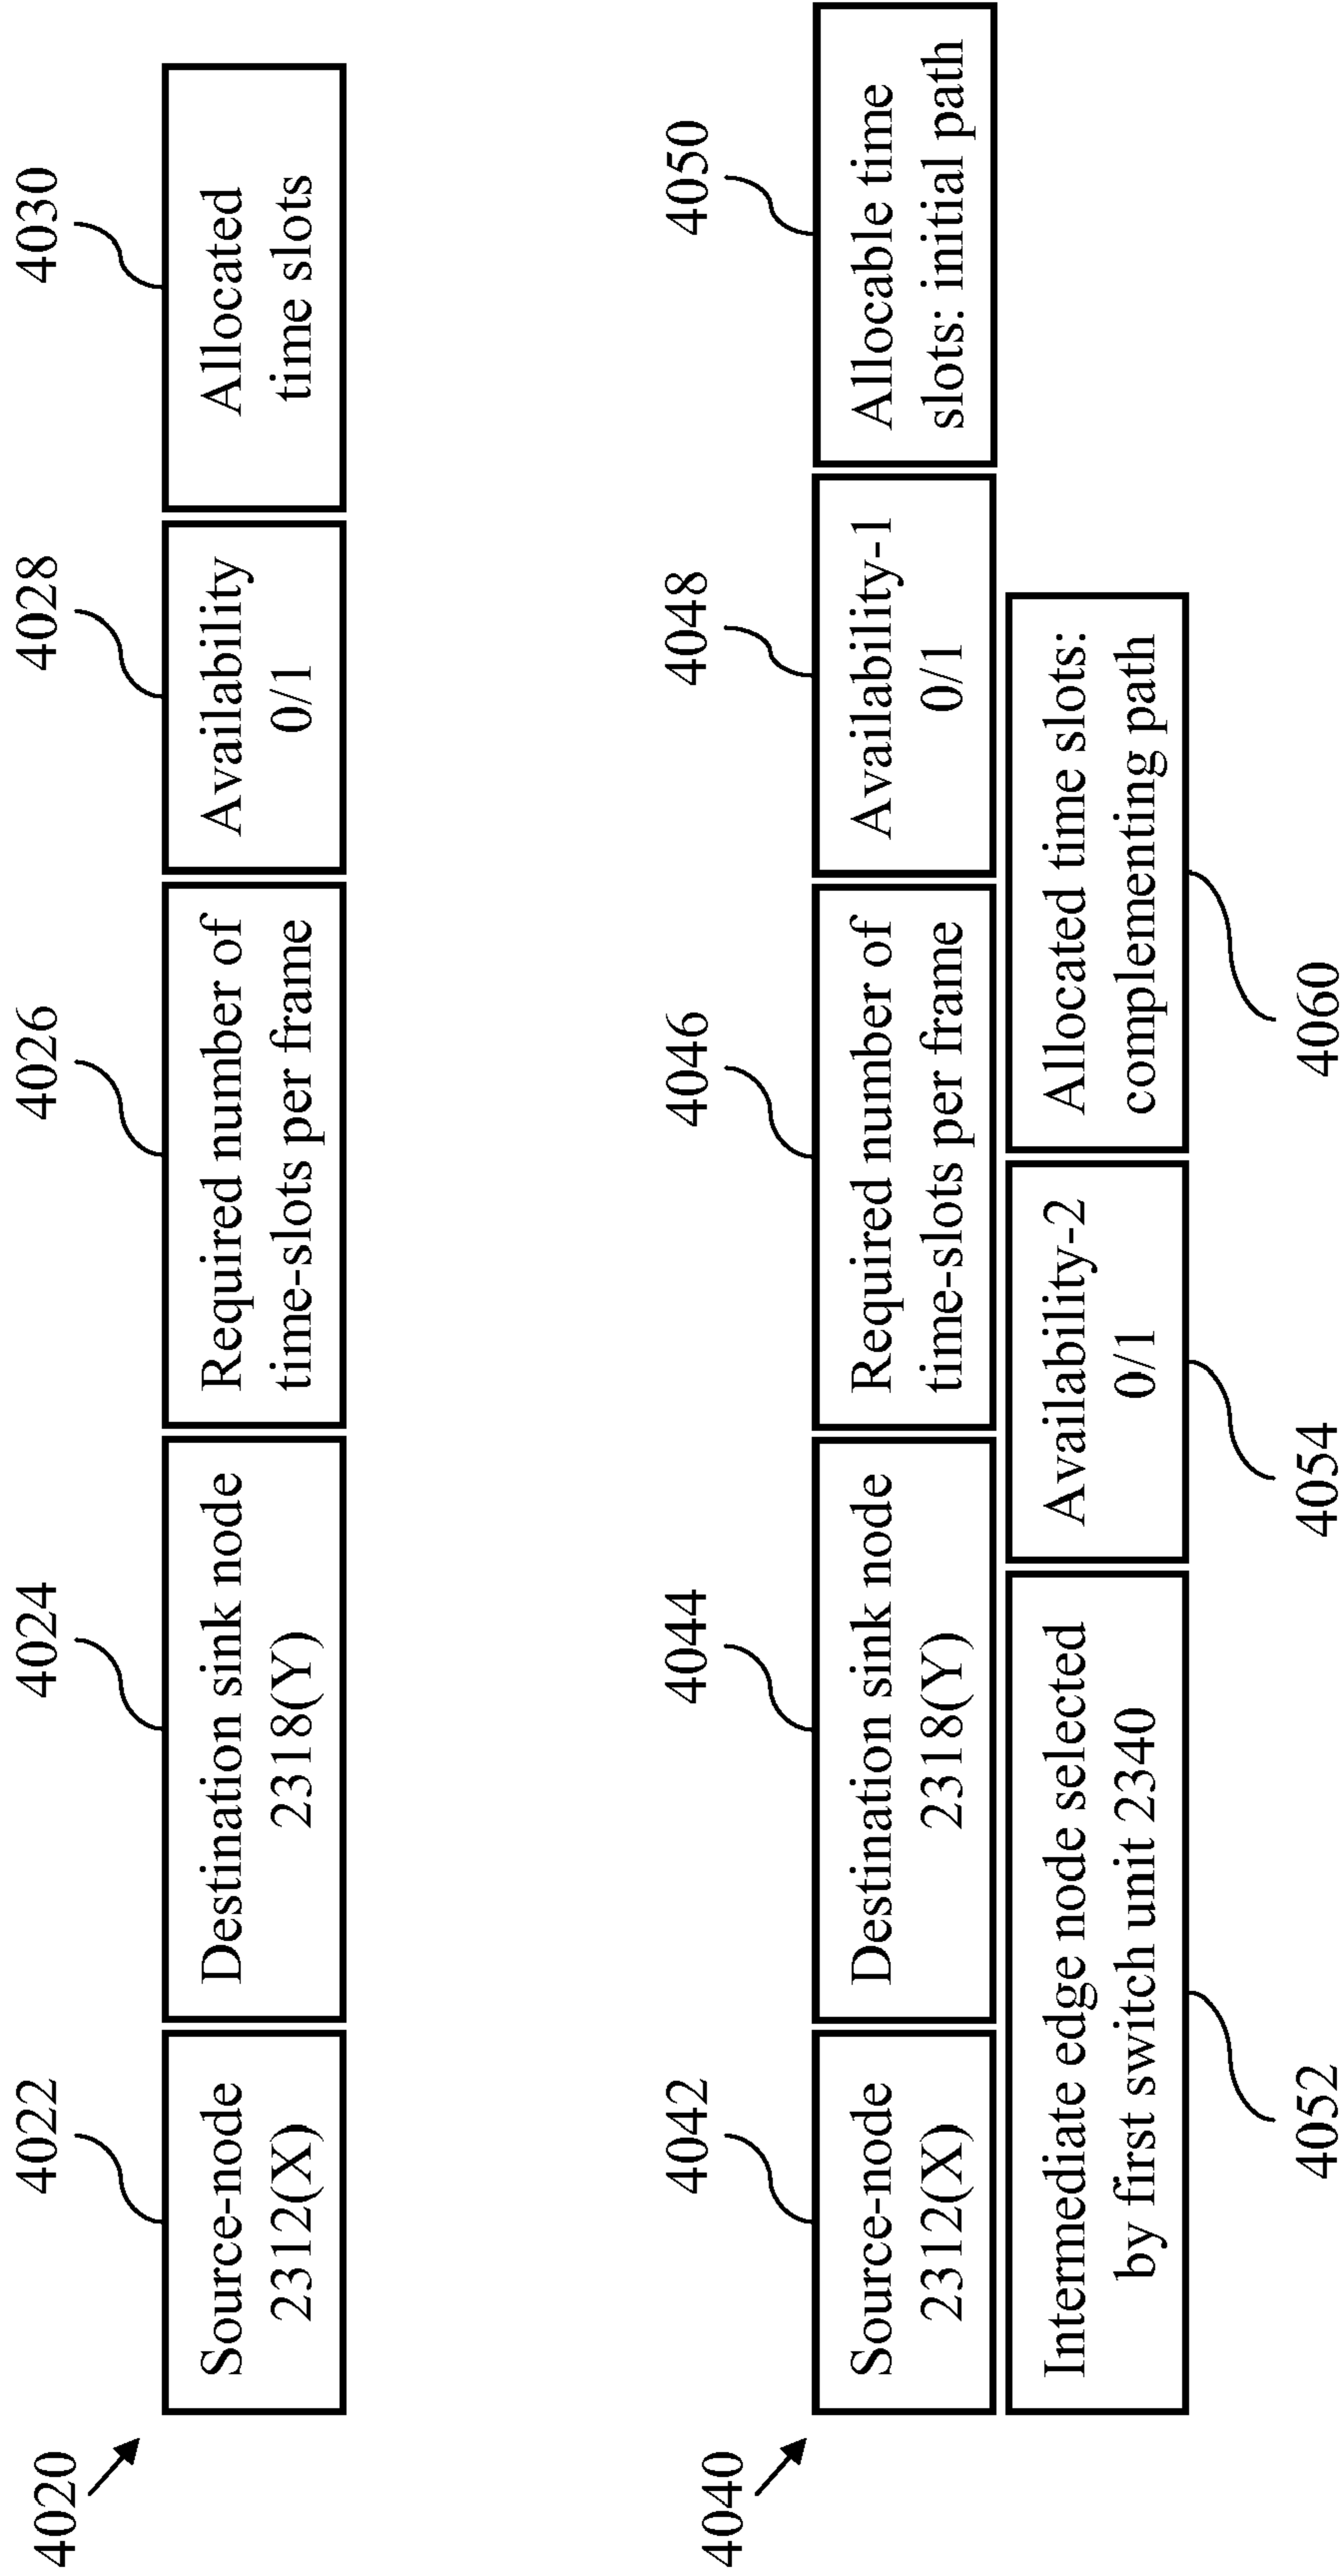 4020
4022
4024
4026
4028
4030
Source-node
2312(X)
Destination sink node
2318(Y)
Required number of
time-slots per frame
Availability
0/1
Allocated
time slots
4040
4042
4044
4046
4048
4050
Source-node
2312(X)
Destination sink node
2318(Y)
Required number of
time-slots per frame
Availability-1
0/1
Allocable time
slots: initial path
Intermediate edge node selected
by first switch unit 2340
Availability-2
0/1
Allocated time slots:
complementing path
4052
4054
4060